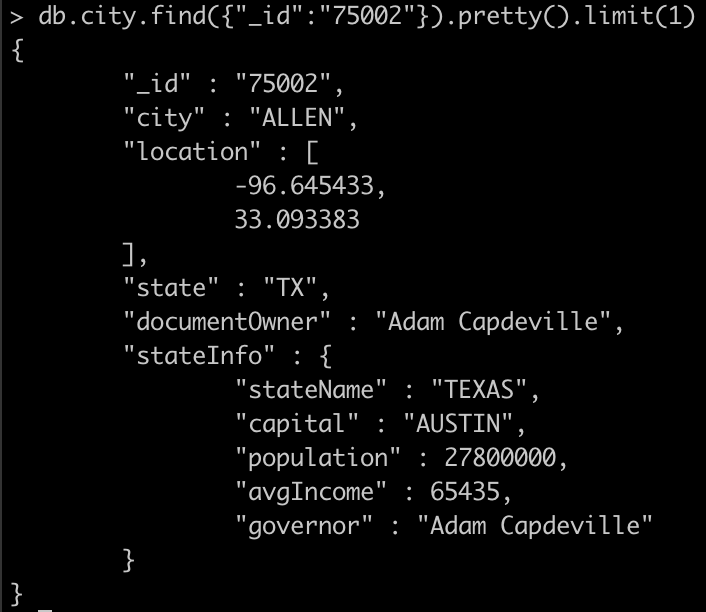 > db.city.find({"_id":"75002"}).pretty().limit(1)
{
        "_id" : "75002",
        "city" : "ALLEN",
        "location" : [
                -96.645433,
                33.093383
        ],
        "state" : "TX",
        "documentOwner" : "Adam Capdeville",
        "stateInfo" : {
                "stateName" : "TEXAS",
                "capital" : "AUSTIN",
                "population" : 27800000,
                "avgIncome" : 65435,
                "governor" : "Adam Capdeville"
        }
}